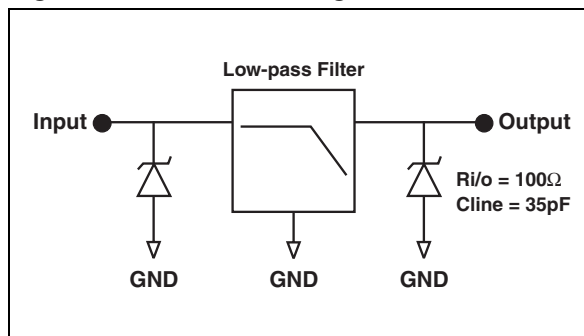 Low-pass Filter
Input
Output
Ri/o = 100Ω
Cline = 35pF
GND
GND
GND